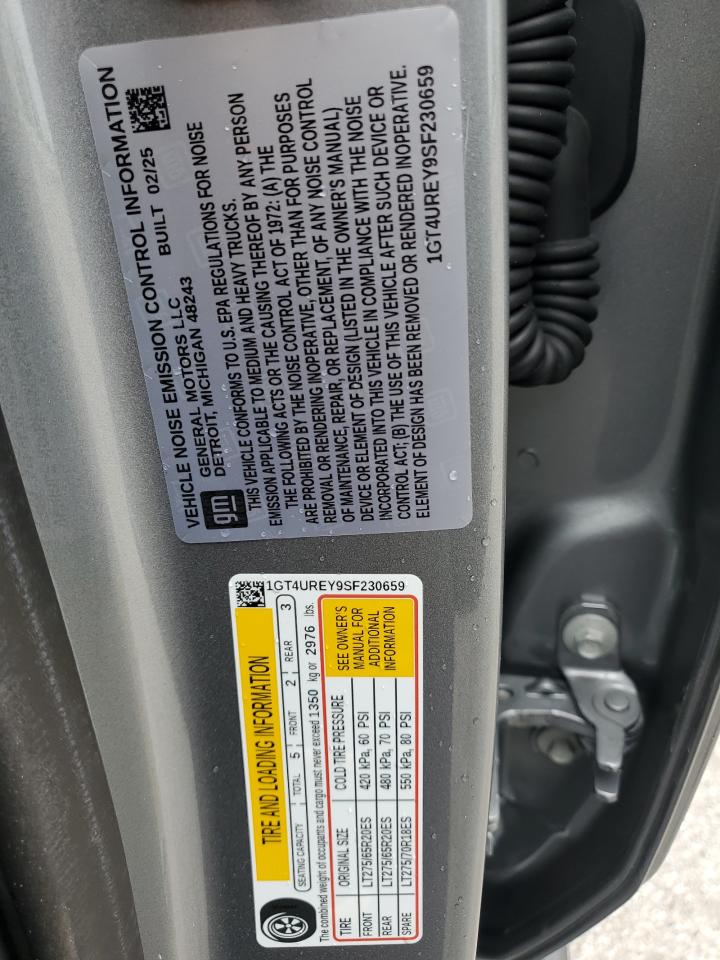 VEHICLE NOISE EMISSION CONTROL INFORMATION
BUILT 02/25
GENERAL MOTORS LLC
DETROIT, MICHIGAN 48243
gm
THIS VEHICLE CONFORMS TO U.S. EPA REGULATIONS FOR NOISE
EMISSION APPLICABLE TO MEDIUM AND HEAVY TRUCKS.
THE FOLLOWING ACTS OR THE CAUSING THEREOF BY ANY PERSON
ARE PROHIBITED BY THE NOISE CONTROL ACT OF 1972: (A) THE
REMOVAL OR RENDERING INOPERATIVE, OTHER THAN FOR PURPOSES
OF MAINTENANCE, REPAIR, OR REPLACEMENT, OF ANY NOISE CONTROL
DEVICE OR ELEMENT OF DESIGN (LISTED IN THE OWNER'S MANUAL)
INCORPORATED INTO THIS VEHICLE IN COMPLIANCE WITH THE NOISE
CONTROL ACT; (B) THE USE OF THIS VEHICLE AFTER SUCH DEVICE OR
ELEMENT OF DESIGN HAS BEEN REMOVED OR RENDERED INOPERATIVE.
1GT4UREY9SF230659
TIRE AND LOADING INFORMATION
1GT4UREY9SF230659
SEATING CAPACITY TOTAL 5 FRONT 2 REAR 3
The combined weight of occupants and cargo must never exceed 1350 kg or 2976 lbs.
TIRE ORIGINAL SIZE COLD TIRE PRESSURE
FRONT LT275/65R20ES 420 kPa, 60 PSI
REAR LT275/65R20ES 480 kPa, 70 PSI
SPARE LT275/70R18ES 550 kPa, 80 PSI
SEE OWNER'S
MANUAL FOR
ADDITIONAL
INFORMATION